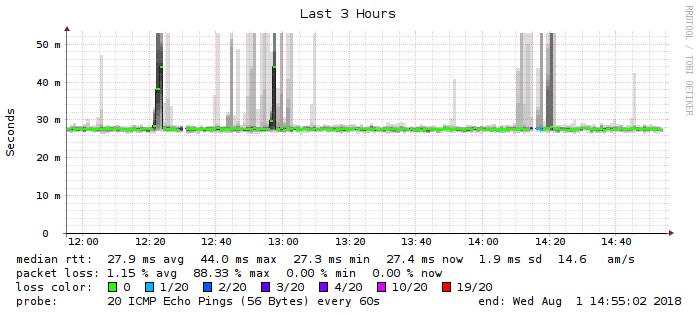 Last 3 Hours
RRDTOOL / TOBI OETIKER
Seconds
50 m
40 m
30 m
20 m
10 m
0
12:00 12:20 12:40 13:00 13:20 13:40 14:00 14:20 14:40
median rtt: 27.9 ms avg 44.0 ms max 27.3 ms min 27.4 ms now 1.9 ms sd 14.6 am/s
packet loss: 1.15 % avg 88.33 % max 0.00 % min 0.00 % now
loss color: 0 1/20 2/20 3/20 4/20 10/20 19/20
probe: 20 ICMP Echo Pings (56 Bytes) every 60s end: Wed Aug 1 14:55:02 2018